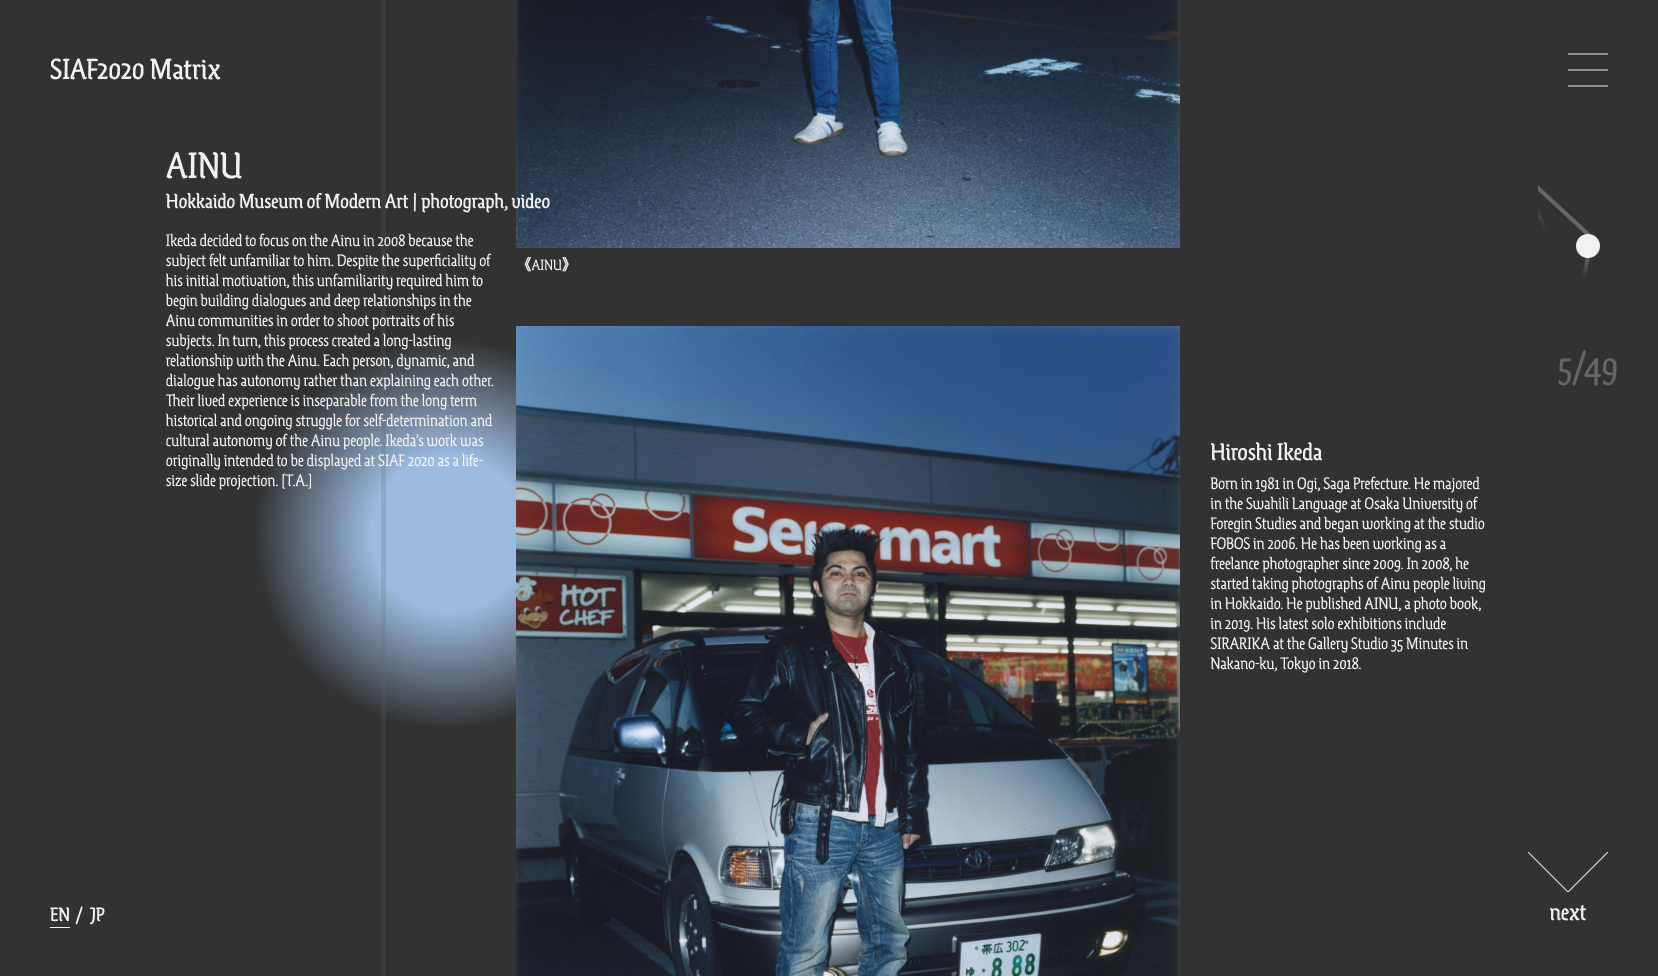 SIAF2020 Matrix
AINU
Hokkaido Museum of Modern Art | photograph, video
Ikeda decided to focus on the Ainu in 2008 because the
subject felt unfamiliar to him. Despite the superficiality of
his initial motivation, this unfamiliarity required him to
begin building dialogues and deep relationships in the
Ainu communities in order to shoot portraits of his
subjects. In turn, this process created a long-lasting
relationship with the Ainu. Each person, dynamic, and
dialogue has autonomy rather than explaining each other.
Their lived experience is inseparable from the long term
historical and ongoing struggle for self-determination and
cultural autonomy of the Ainu people. Ikeda's work was
originally intended to be displayed at SIAF 2020 as a life-
size slide projection. [T.A.]
《AINU》
Se mart
HOT
CHEF
帯広 302
ゆ · 8 88
5/49
Hiroshi Ikeda
Born in 1981 in Ogi, Saga Prefecture. He majored
in the Swahili Language at Osaka University of
Foregin Studies and began working at the studio
FOBOS in 2006. He has been working as a
freelance photographer since 2009. In 2008, he
started taking photographs of Ainu people living
in Hokkaido. He published AINU, a photo book,
in 2019. His latest solo exhibitions include
SIRARIKA at the Gallery Studio 35 Minutes in
Nakano-ku, Tokyo in 2018.
EN / JP
next